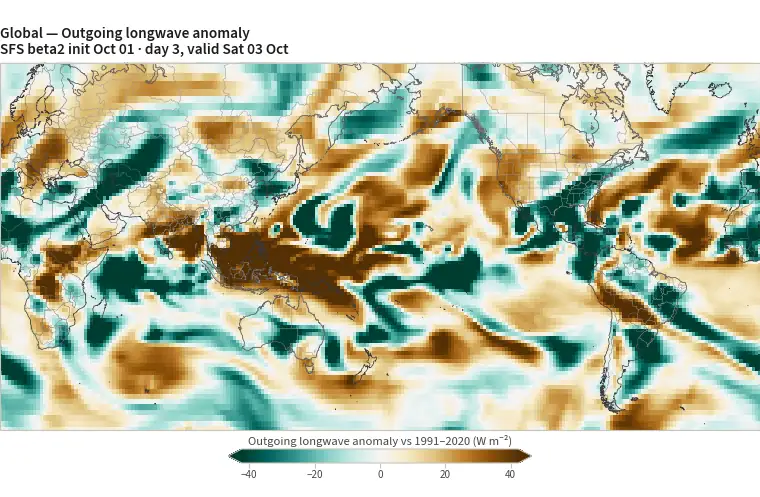 Global — Outgoing longwave anomaly
SFS beta2 init Oct 01 · day 3, valid Sat 03 Oct
Outgoing longwave anomaly vs 1991–2020 (W m⁻²)
−40 −20 0 20 40